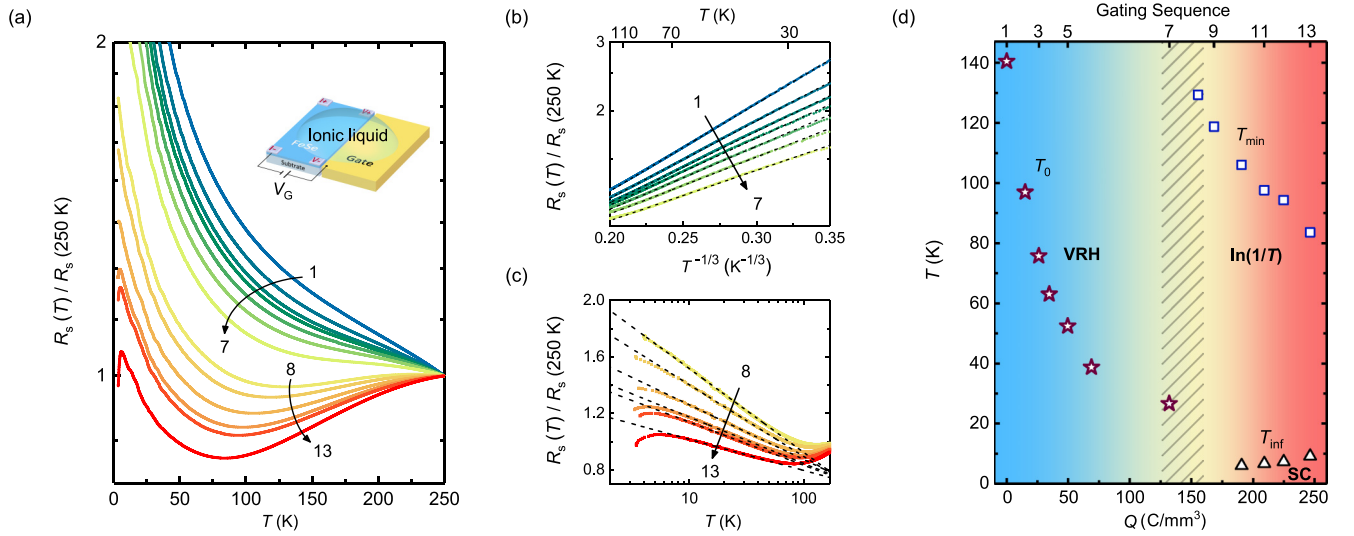 (a)
2
1
R_s (T) / R_s (250 K)
0
50
100
150
200
250
T (K)
1
7
8
13
I+
V+
Ionic liquid
FeSe
I-
V-
Gate
Substrate
V_G
(b)
T (K)
110
70
30
3
2
R_s (T) / R_s (250 K)
1
7
0.20
0.25
0.30
0.35
T^-1/3 (K^-1/3)
(c)
2.0
1.6
1.2
1.0
0.8
R_s (T) / R_s (250 K)
8
13
10
100
T (K)
(d)
Gating Sequence
1
3
5
7
9
11
13
140
120
100
80
60
40
20
0
T (K)
T_0
VRH
T_min
ln(1/T)
T_inf
SC
0
50
100
150
200
250
Q (C/mm^3)